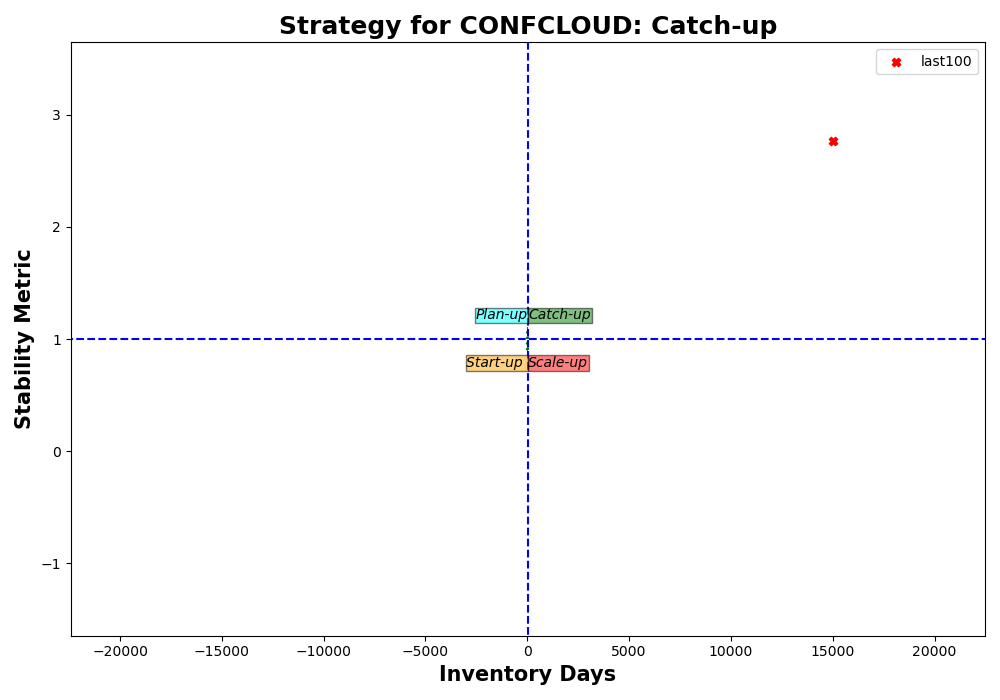 Strategy for CONFCLOUD: Catch-up
last100
3
2
Plan-up Catch-up
1
Start-up Scale-up
0
−1
Stability Metric
−20000 −15000 −10000 −5000 0 5000 10000 15000 20000
Inventory Days